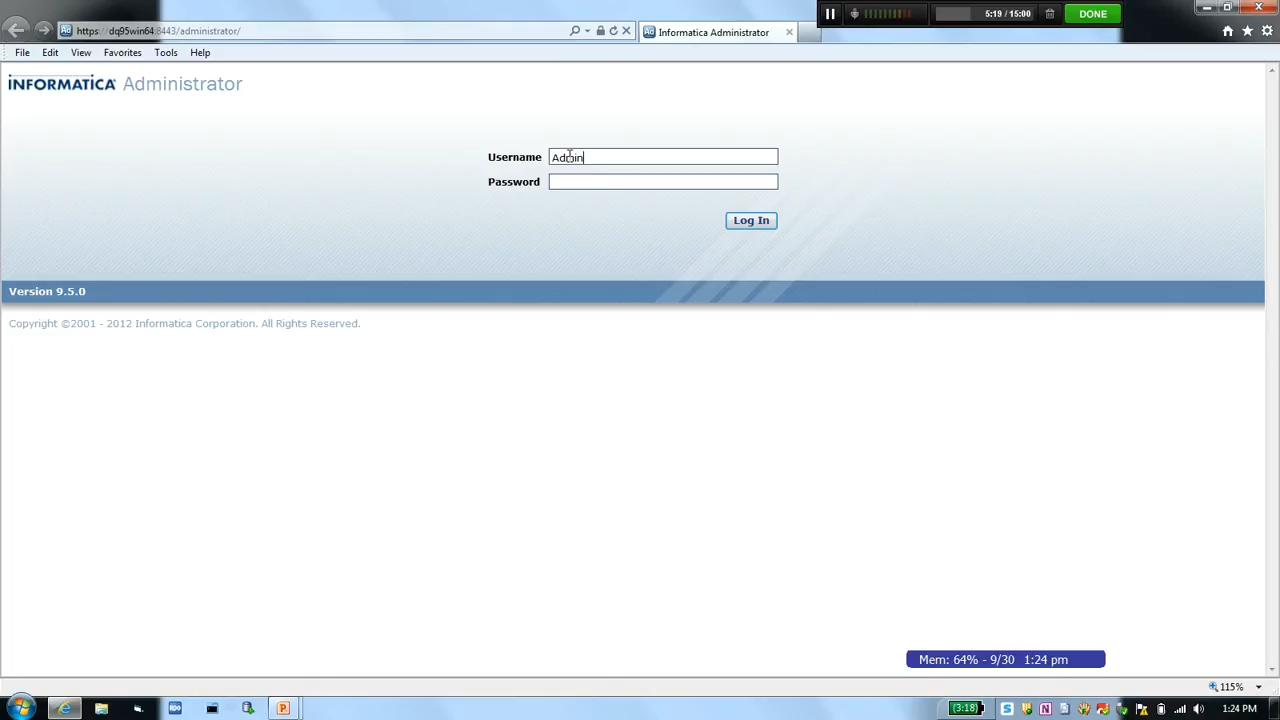 5:19 / 15:00
DONE
https://dq95win64:8443/administrator/
Informatica Administrator
File Edit View Favorites Tools Help
INFORMATICA Administrator
Username Admin
Password
Log In
Version 9.5.0
Copyright ©2001 - 2012 Informatica Corporation. All Rights Reserved.
Mem: 64% - 9/30 1:24 pm
115%
(3:18)
1:24 PM